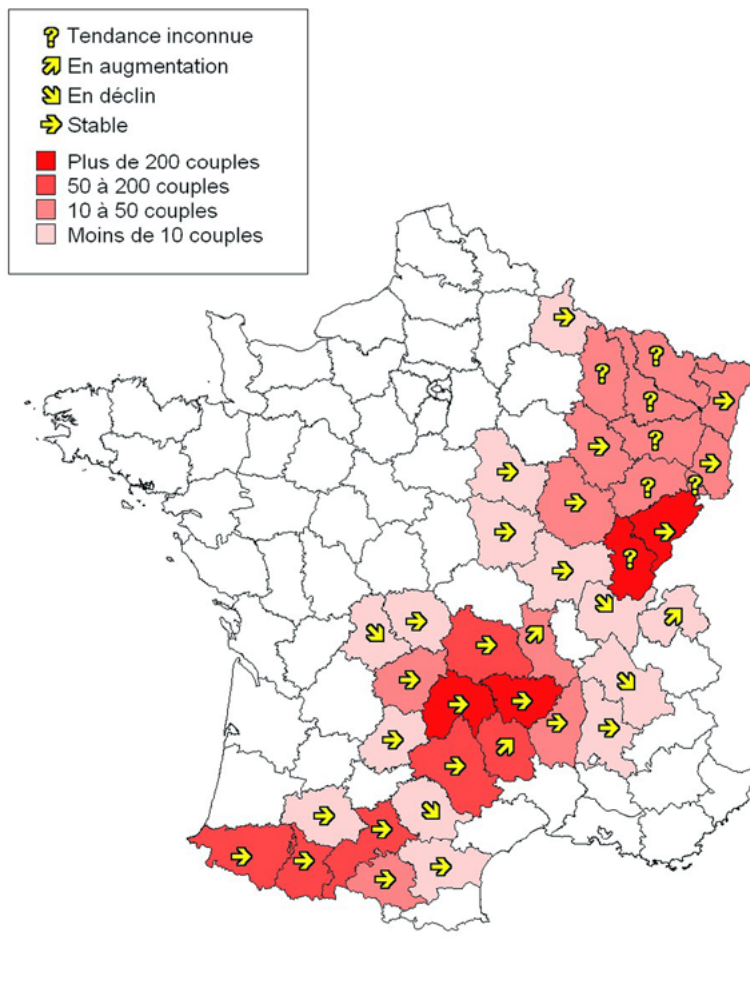 Tendance inconnue
En augmentation
En déclin
Stable
Plus de 200 couples
50 à 200 couples
10 à 50 couples
Moins de 10 couples